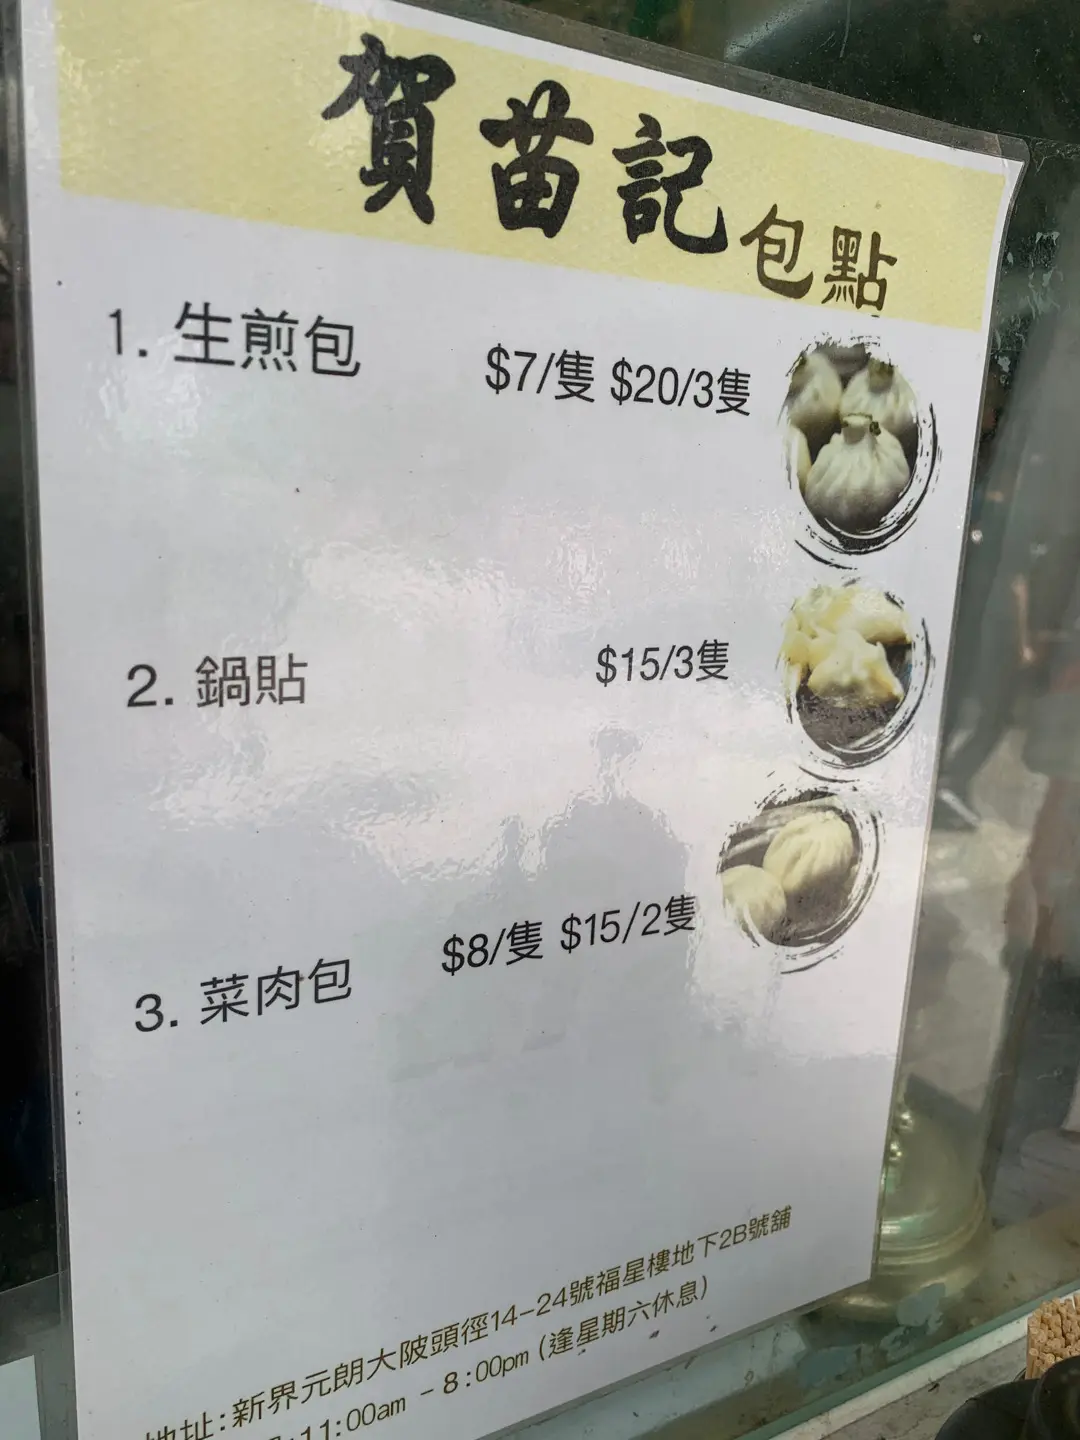 賀苗記 包點
1. 生煎包 $7/隻 $20/3隻
2. 鍋貼 $15/3隻
3. 菜肉包 $8/隻 $15/2隻
地址:新界元朗大陂頭徑14-24號福星樓地下2B號舖
:11:00am - 8:00pm (逢星期六休息)